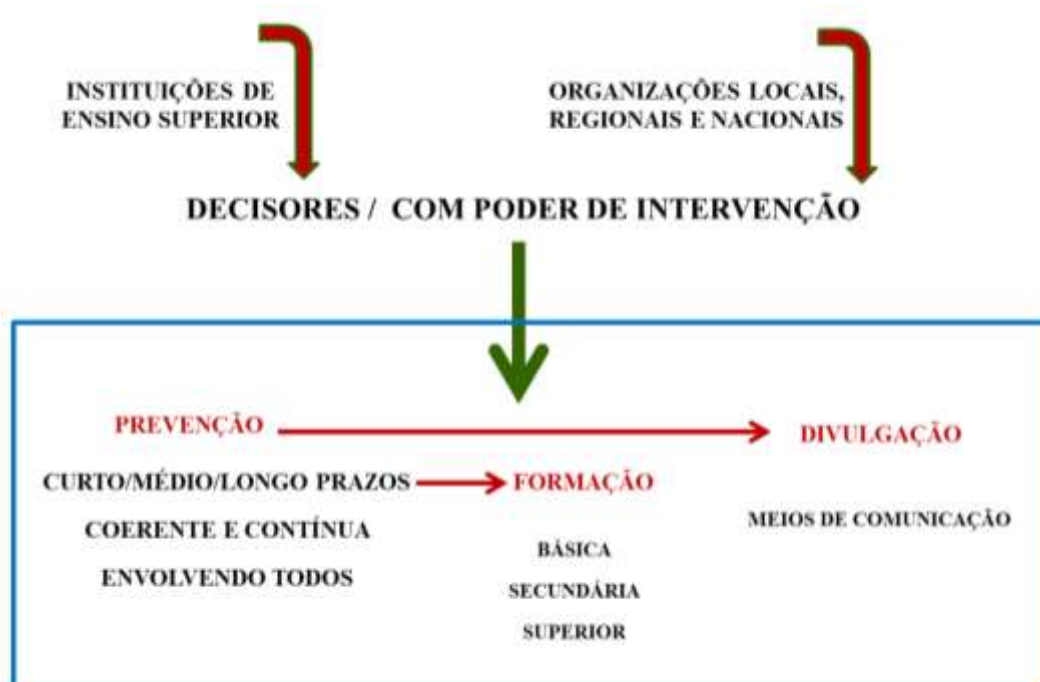 INSTITUIÇÕES DE
ENSINO SUPERIOR
ORGANIZAÇÕES LOCAIS,
REGIONAIS E NACIONAIS
DECISORES / COM PODER DE INTERVENÇÃO
PREVENÇÃO
DIVULGAÇÃO
CURTO/MÉDIO/LONGO PRAZOS
FORMAÇÃO
COERENTE E CONTÍNUA
ENVOLVENDO TODOS
BÁSICA
SECUNDÁRIA
SUPERIOR
MEIOS DE COMUNICAÇÃO